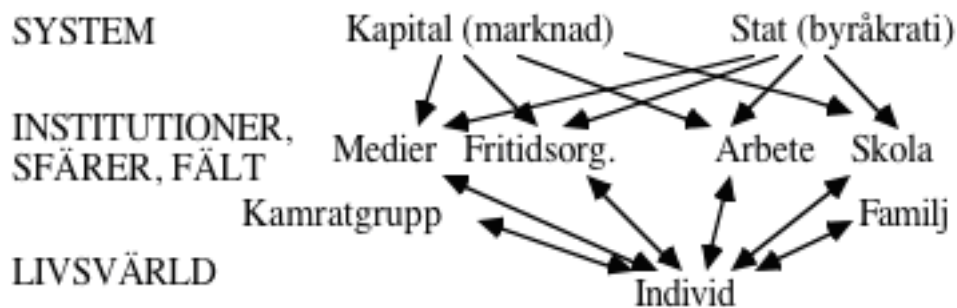 SYSTEM Kapital (marknad) Stat (byråkrati)
INSTITUTIONER,
SFÄRER, FÄLT
Medier Fritidsorg. Arbete Skola
Kamratgrupp Familj
LIVSVÄRLD
Individ